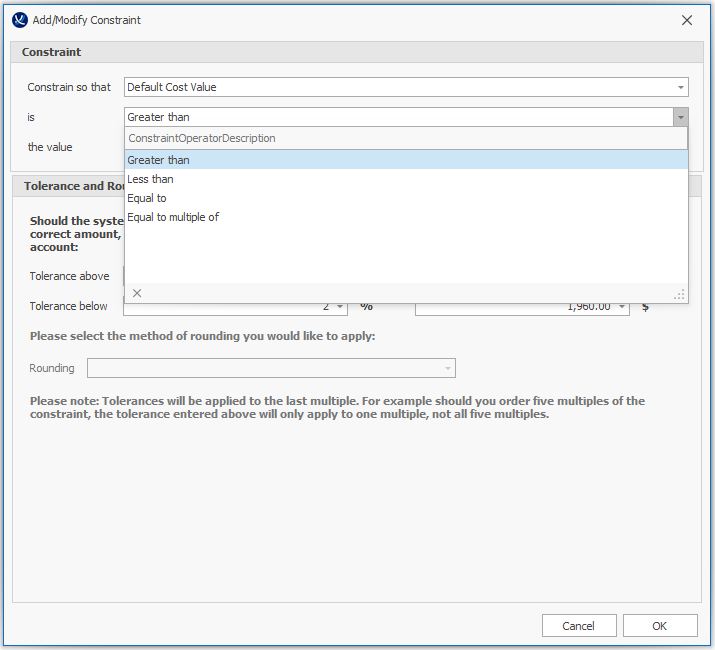 Add/Modify Constraint
Constraint
Constrain so that Default Cost Value
is Greater than
ConstraintOperatorDescription
the value
Greater than
Less than
Equal to
Equal to multiple of
Tolerance and Ro
Should the syste
correct amount,
account:
Tolerance above
Tolerance below 2 % 1,960.00 $
Please select the method of rounding you would like to apply:
Rounding
Please note: Tolerances will be applied to the last multiple. For example should you order five multiples of the
constraint, the tolerance entered above will only apply to one multiple, not all five multiples.
Cancel OK